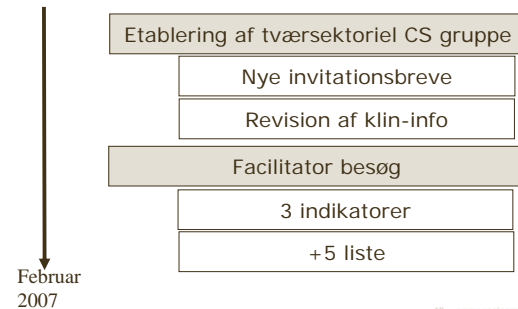 Etablering af tværsektoriel CS gruppe
Nye invitationsbreve
Revision af klin-info
Facilitator besøg
3 indikatorer
+5 liste
Februar
2007